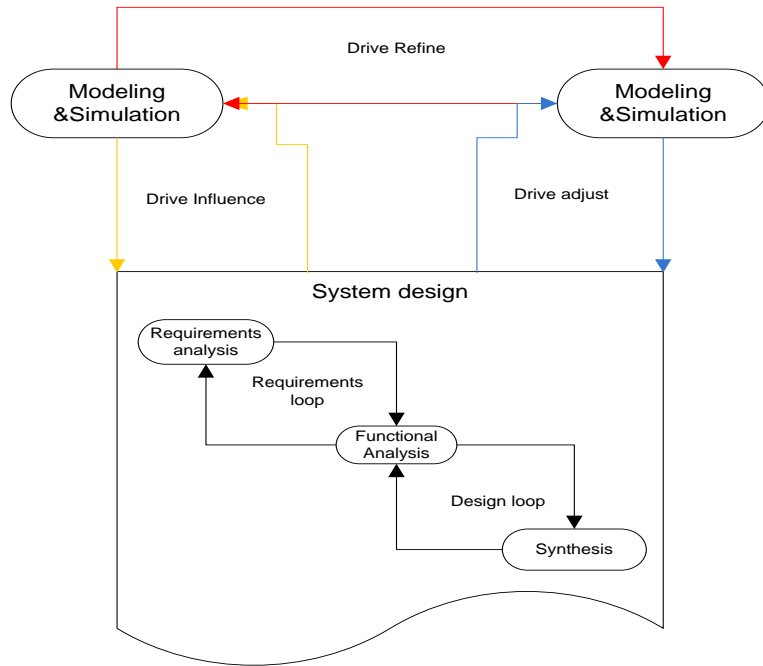 Drive Refine
Modeling
&Simulation
Modeling
&Simulation
Drive Influence
Drive adjust
System design
Requirements
analysis
Requirements
loop
Functional
Analysis
Design loop
Synthesis